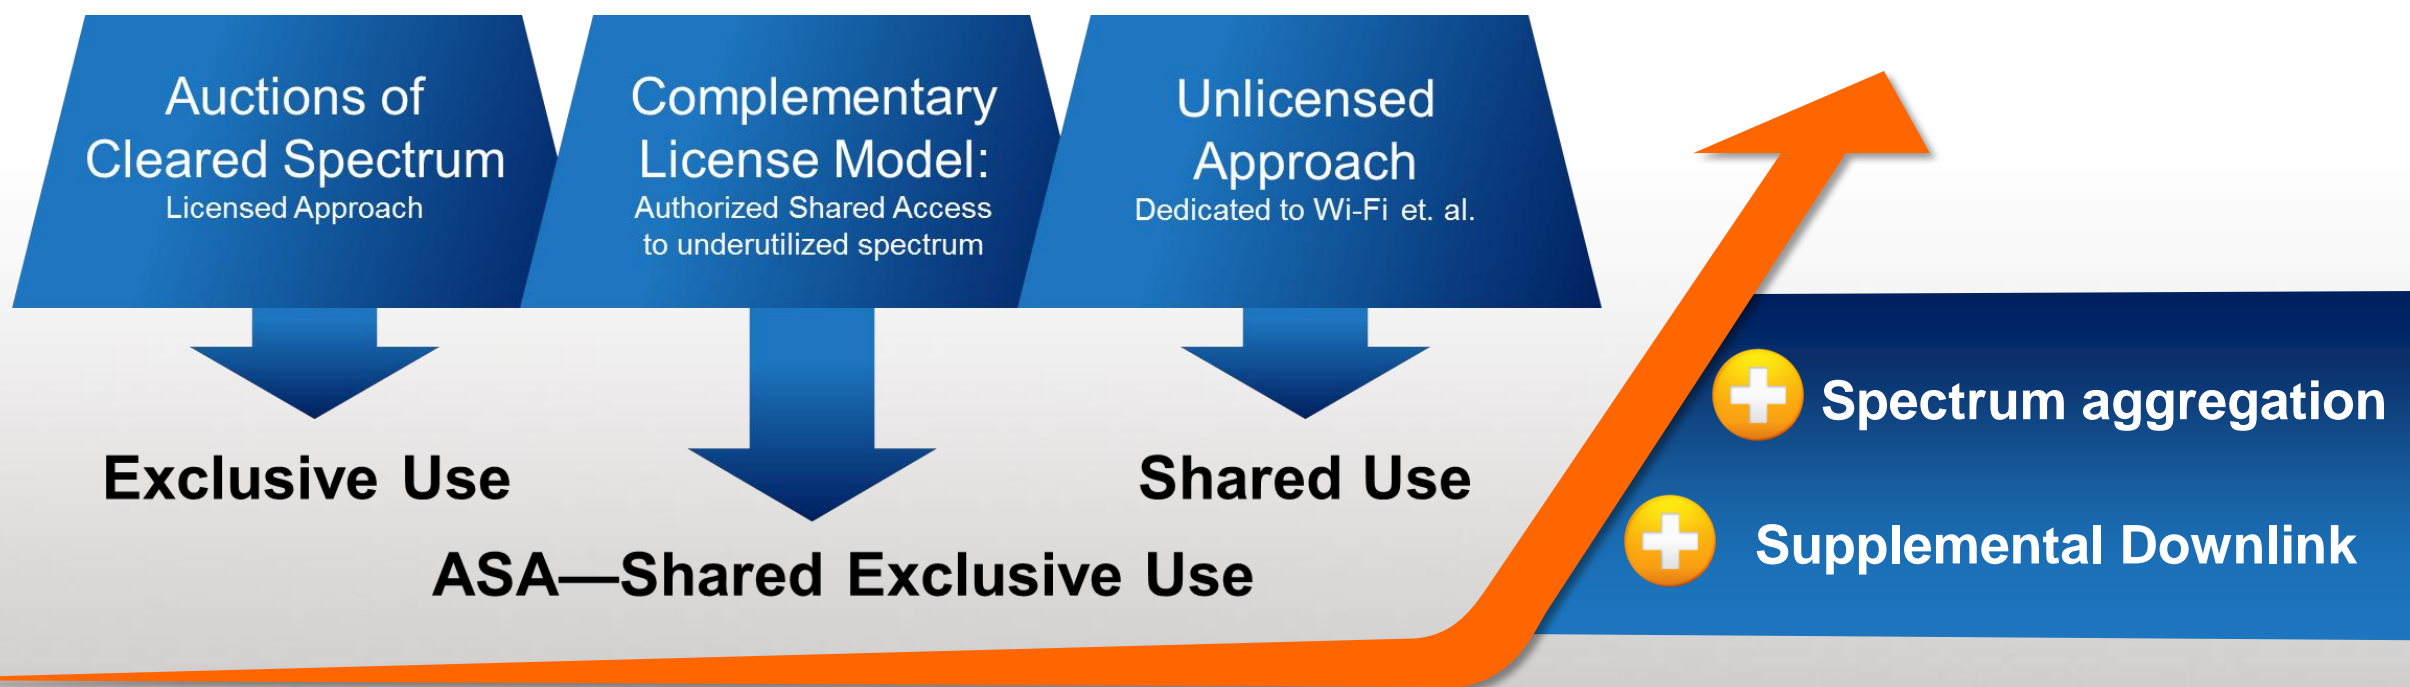 Auctions of
Cleared Spectrum
Licensed Approach
Complementary
License Model:
Authorized Shared Access
to underutilized spectrum
Unlicensed
Approach
Dedicated to Wi-Fi et. al.
Exclusive Use
ASA—Shared Exclusive Use
Shared Use
Spectrum aggregation
Supplemental Downlink